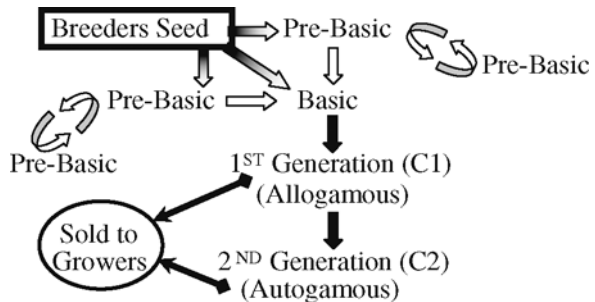 Breeders Seed
Pre-Basic
Pre-Basic
Pre-Basic
Basic
Pre-Basic
1ST Generation (C1)
(Allogamous)
Sold to
Growers
2ND Generation (C2)
(Autogamous)